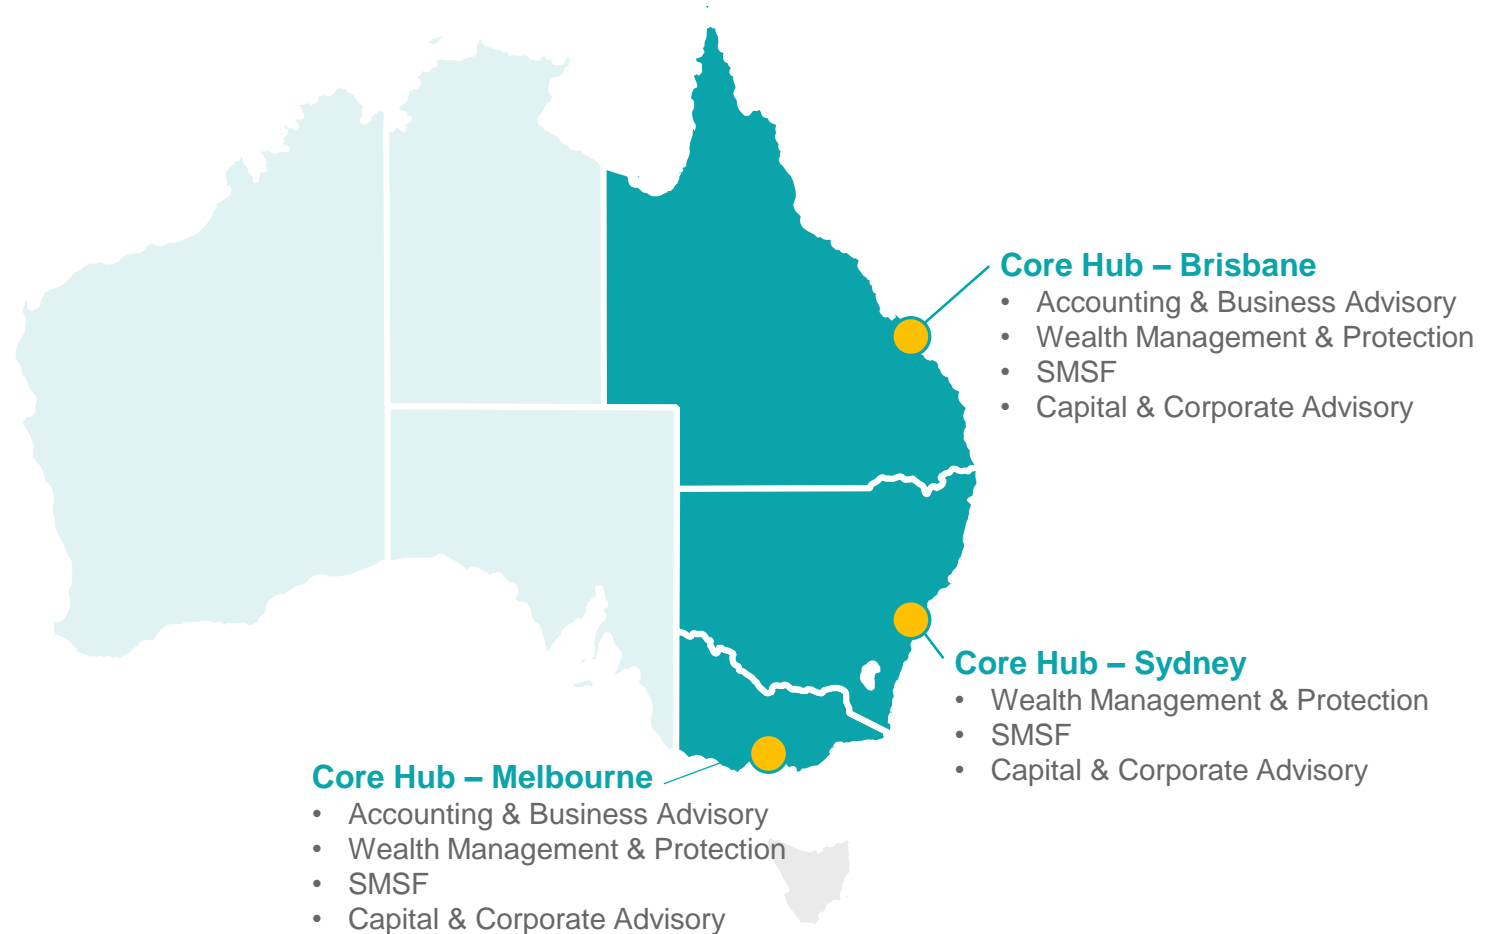 Core Hub – Brisbane
• Accounting & Business Advisory
• Wealth Management & Protection
• SMSF
• Capital & Corporate Advisory
Core Hub – Sydney
• Wealth Management & Protection
• SMSF
• Capital & Corporate Advisory
Core Hub – Melbourne
• Accounting & Business Advisory
• Wealth Management & Protection
• SMSF
• Capital & Corporate Advisory